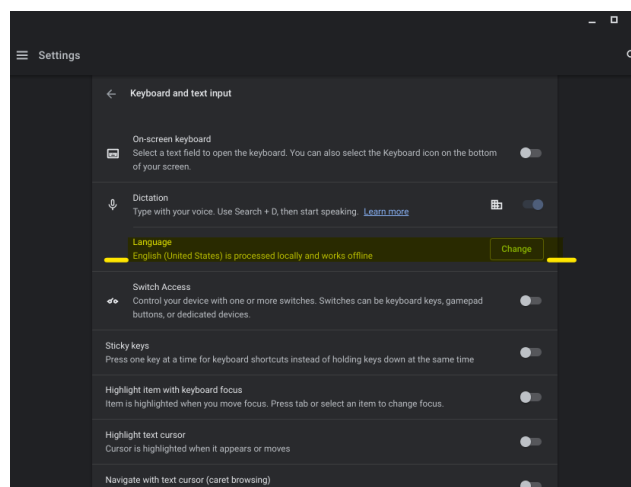 Settings
Keyboard and text input
On-screen keyboard
Select a text field to open the keyboard. You can also select the Keyboard icon on the bottom
of your screen.
Dictation
Type with your voice. Use Search + D, then start speaking. Learn more
Language
English (United States) is processed locally and works offline
Change
Switch Access
Control your device with one or more switches. Switches can be keyboard keys, gamepad
buttons, or dedicated devices.
Sticky keys
Press one key at a time for keyboard shortcuts instead of holding keys down at the same time
Highlight item with keyboard focus
Item is highlighted when you move focus. Press tab or select an item to change focus.
Highlight text cursor
Cursor is highlighted when it appears or moves
Navigate with text cursor (caret browsing)